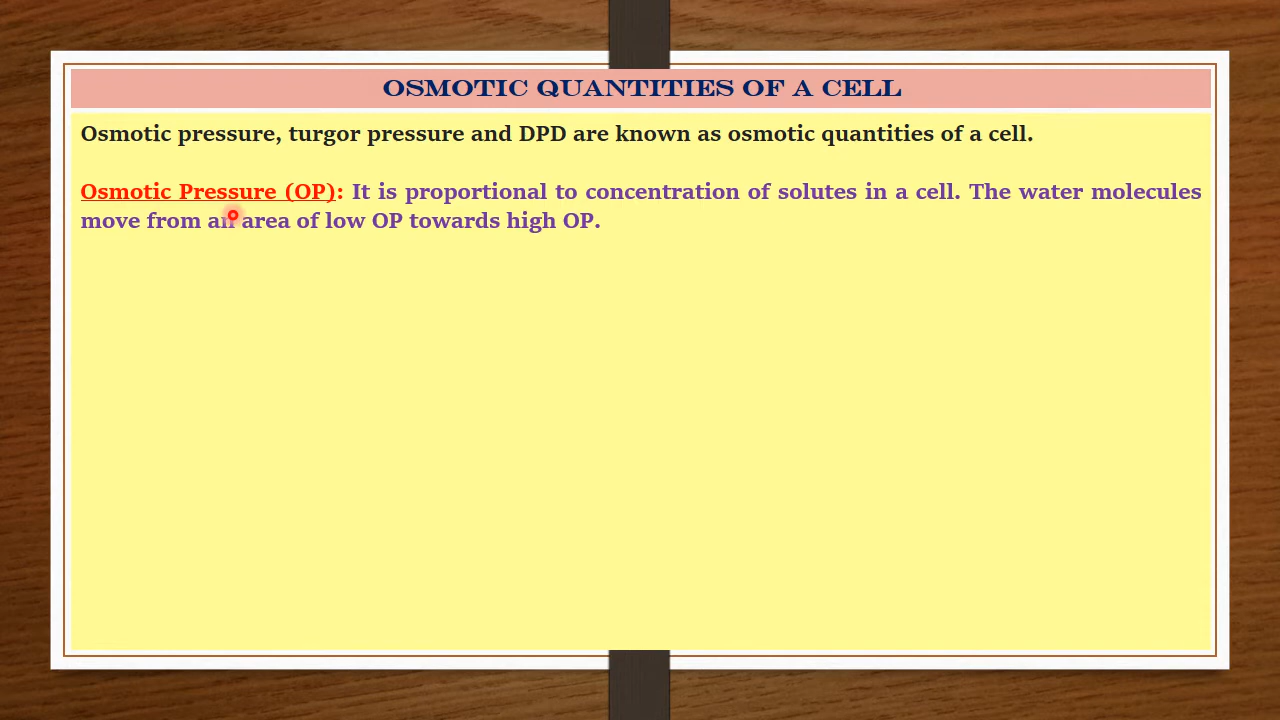 OSMOTIC QUANTITIES OF A CELL
Osmotic pressure, turgor pressure and DPD are known as osmotic quantities of a cell.
Osmotic Pressure (OP): It is proportional to concentration of solutes in a cell. The water molecules
move from an area of low OP towards high OP.